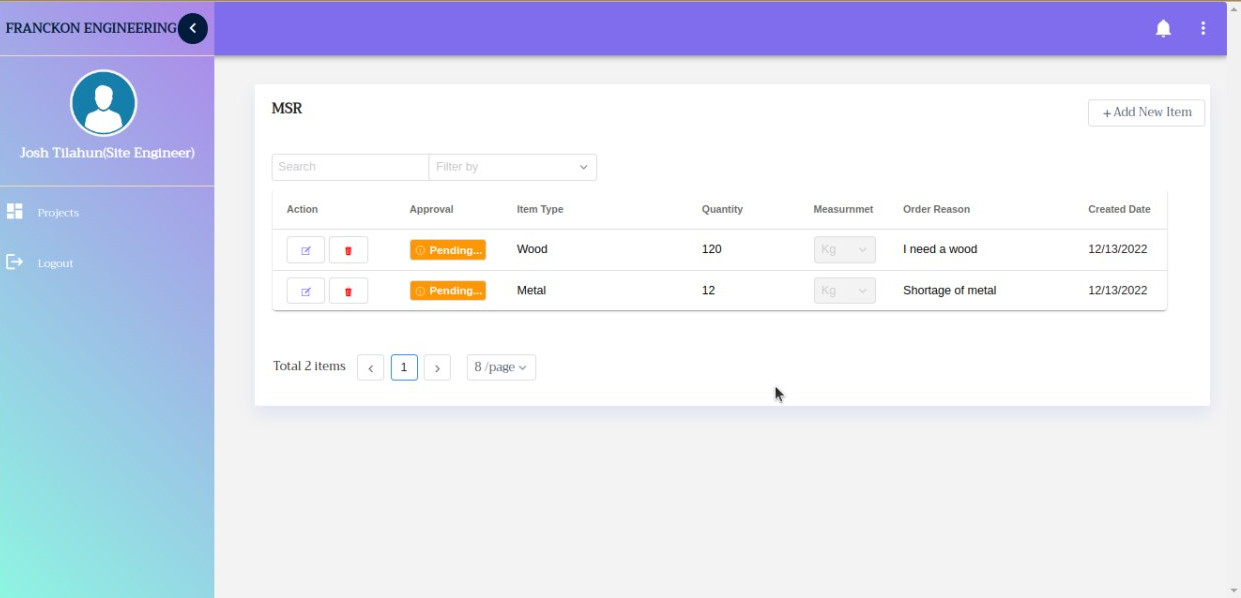 FRANCKON ENGINEERING
Josh Tilahun(Site Engineer)
Projects
Logout
MSR
+Add New Item
Search Filter by
Action Approval Item Type Quantity Measurnmet Order Reason Created Date
Pending... Wood 120 Kg I need a wood 12/13/2022
Pending... Metal 12 Kg Shortage of metal 12/13/2022
Total 2 items < 1 > 8 /page